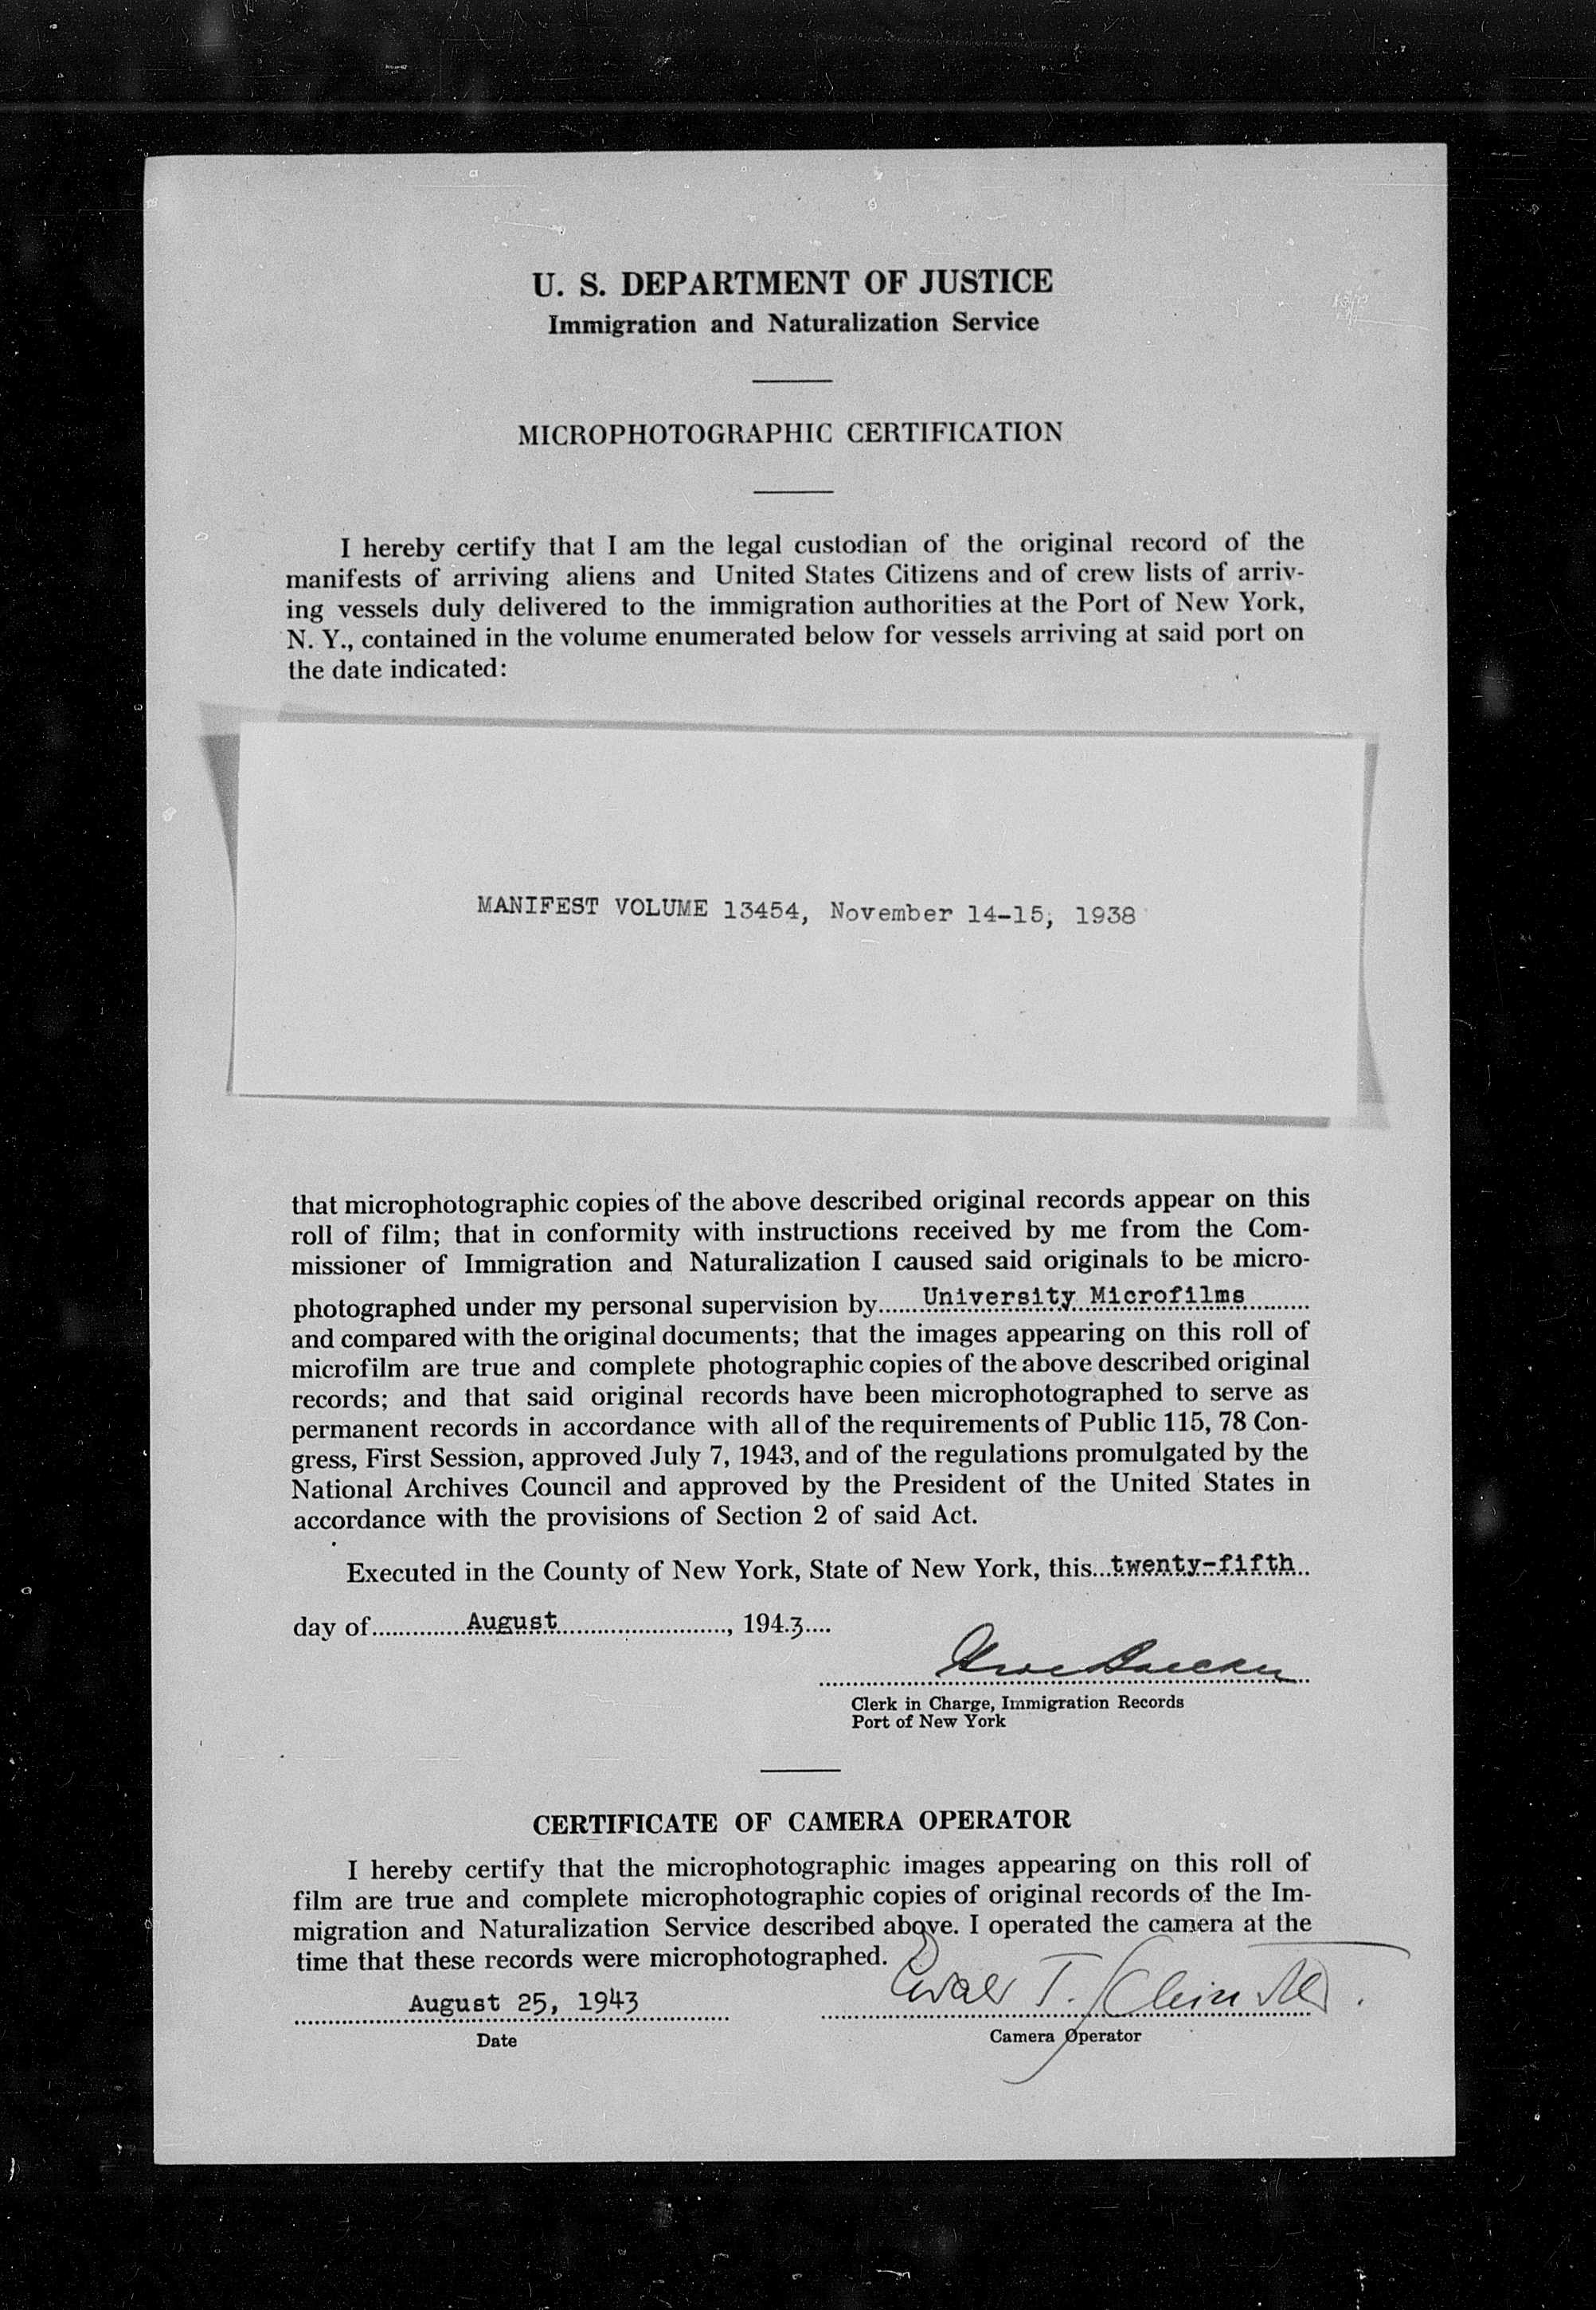 U. S. DEPARTMENT OF JUSTICE
Immigration and Naturalization Service
MICROPHOTOGRAPHIC CERTIFICATION
I hereby certify that I am the legal custodian of the original record of the
manifests of arriving aliens and United States Citizens and of crew lists of arriv-
ing vessels duly delivered to the immigration authorities at the Port of New York,
N. Y., contained in the volume enumerated below for vessels arriving at said port on
the date indicated:
MANIFEST VOLUME 13454, November 14-15, 1938
that microphotographic copies of the above described original records appear on this
roll of film; that in conformity with instructions received by me from the Com-
missioner of Immigration and Naturalization I caused said originals to be micro-
photographed under my personal supervision by......University Microfilms.........
and compared with the original documents; that the images appearing on this roll of
microfilm are true and complete photographic copies of the above described original
records; and that said original records have been microphotographed to serve as
permanent records in accordance with all of the requirements of Public 115, 78 Con-
gress, First Session, approved July 7, 1943, and of the regulations promulgated by the
National Archives Council and approved by the President of the United States in
accordance with the provisions of Section 2 of said Act.
Executed in the County of New York, State of New York, this...twenty-fifth..
day of..............August............................, 194.3....
Clerk in Charge, Immigration Records
Port of New York
CERTIFICATE OF CAMERA OPERATOR
I hereby certify that the microphotographic images appearing on this roll of
film are true and complete microphotographic copies of original records of the Im-
migration and Naturalization Service described above. I operated the camera at the
time that these records were microphotographed.
August 25, 1943
Date
T.
Camera Operator